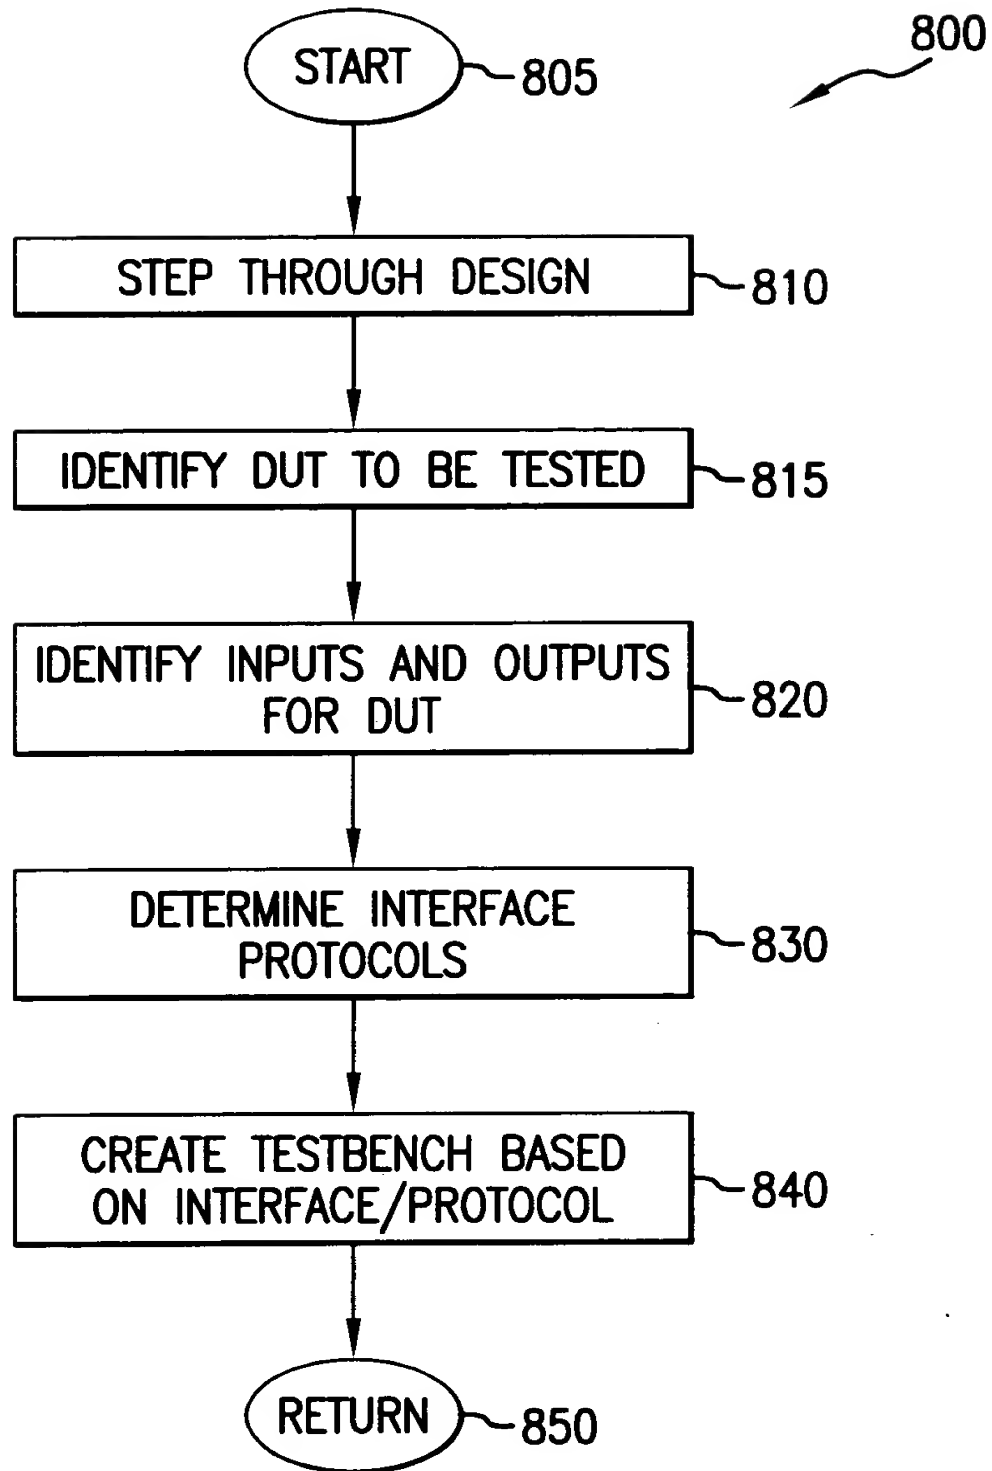 800
START
805
STEP THROUGH DESIGN
810
IDENTIFY DUT TO BE TESTED
815
IDENTIFY INPUTS AND OUTPUTS
FOR DUT
820
DETERMINE INTERFACE
PROTOCOLS
830
CREATE TESTBENCH BASED
ON INTERFACE/PROTOCOL
840
RETURN
850